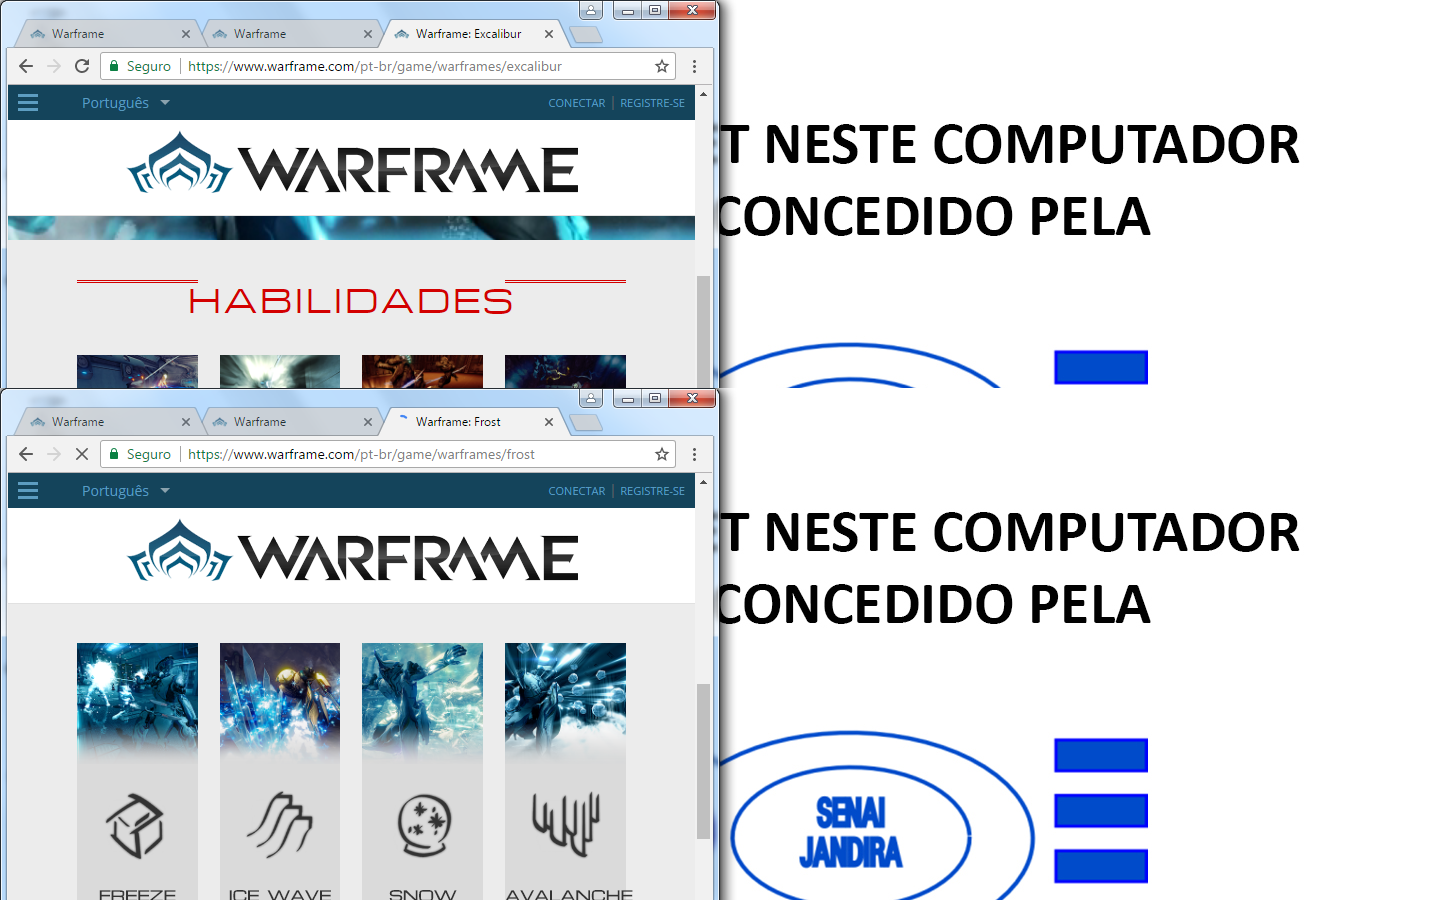 Warframe
Warframe
Warframe: Excalibur
Seguro
https://www.warframe.com/pt-br/game/warframes/excalibur
Português
CONECTAR
REGISTRE-SE
WARFRAME
HABILIDADES
T NESTE COMPUTADOR
CONCEDIDO PELA
Warframe
Warframe
Warframe: Frost
Seguro
https://www.warframe.com/pt-br/game/warframes/frost
Português
CONECTAR
REGISTRE-SE
WARFRAME
T NESTE COMPUTADOR
CONCEDIDO PELA
FREEZE
ICE WAVE
SNOW
AVALANCHE
SENAI
JANDIRA